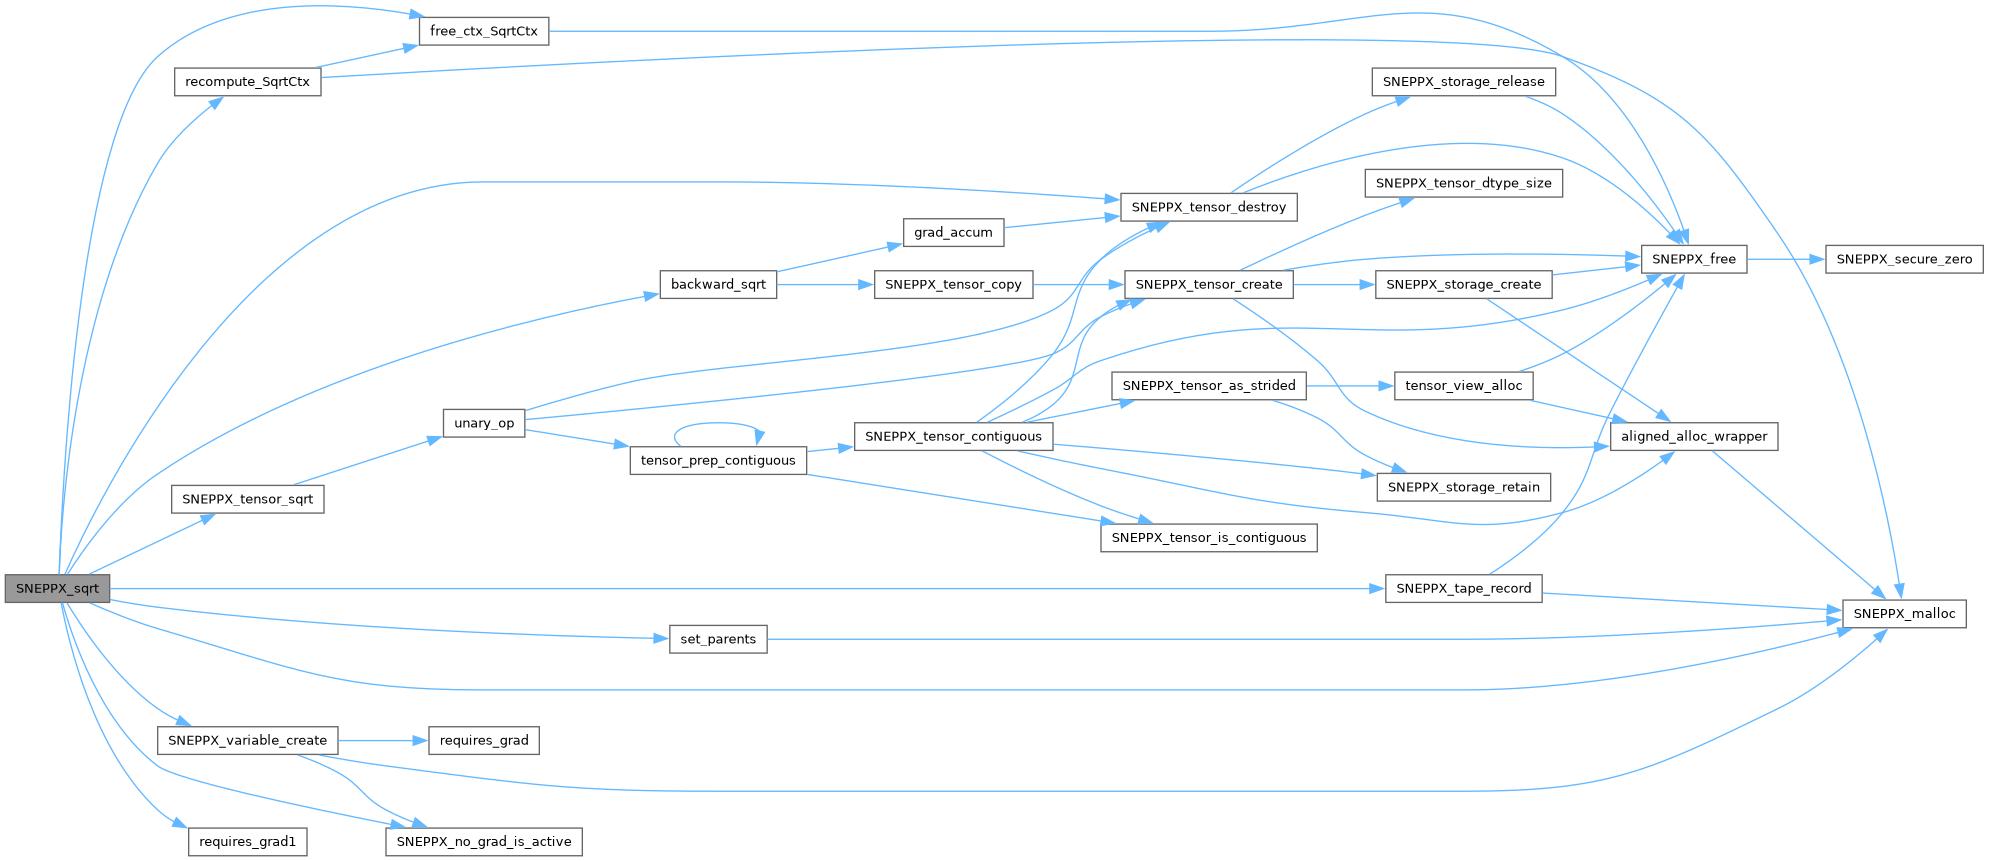 free_ctx_SqrtCtx
recompute_SqrtCtx
SNEPPX_storage_release
SNEPPX_tensor_dtype_size
SNEPPX_tensor_destroy
grad_accum
SNEPPX_free
SNEPPX_secure_zero
backward_sqrt
SNEPPX_tensor_copy
SNEPPX_tensor_create
SNEPPX_storage_create
SNEPPX_tensor_as_strided
tensor_view_alloc
unary_op
SNEPPX_tensor_contiguous
aligned_alloc_wrapper
tensor_prep_contiguous
SNEPPX_storage_retain
SNEPPX_tensor_sqrt
SNEPPX_tensor_is_contiguous
SNEPPX_sqrt
SNEPPX_tape_record
SNEPPX_malloc
set_parents
SNEPPX_variable_create
requires_grad
requires_grad1
SNEPPX_no_grad_is_active